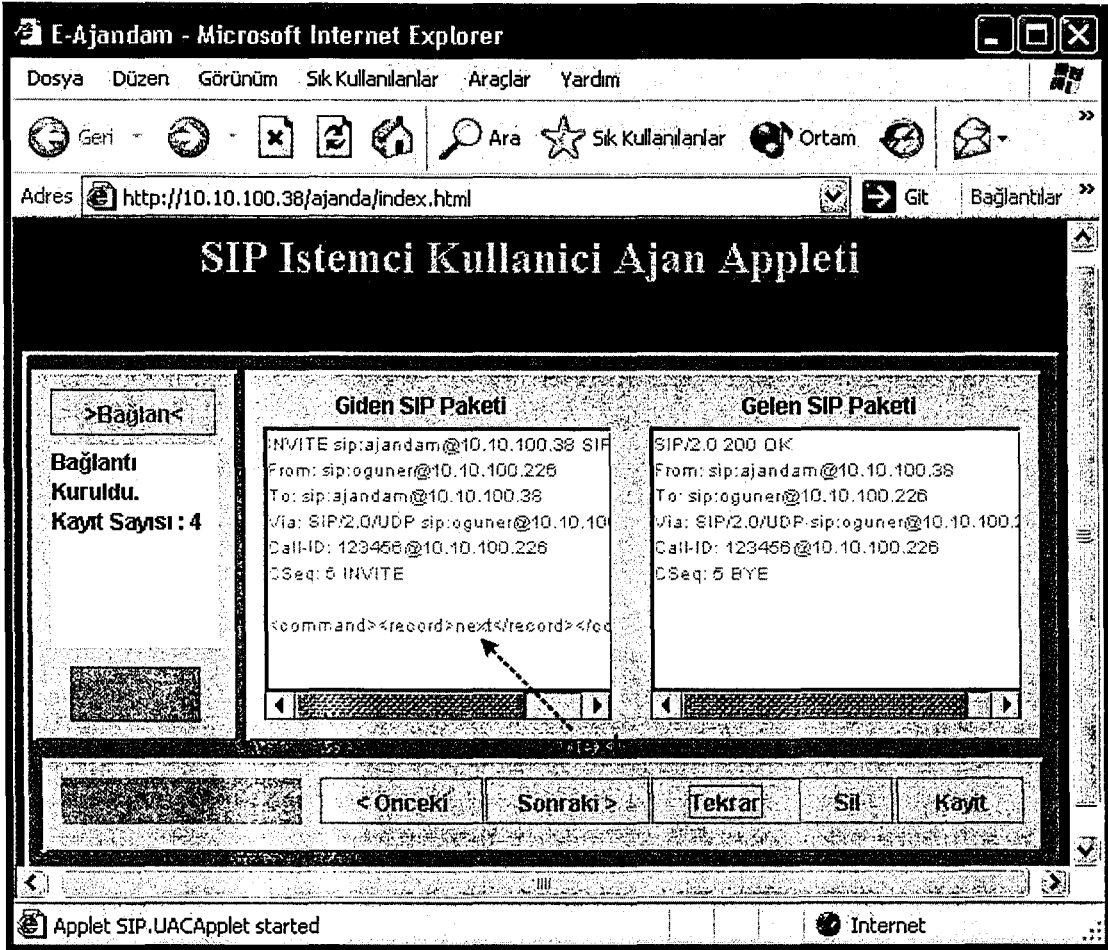 E-Ajandam - Microsoft Internet Explorer
Dosya Düzen Görünüm Sık Kullanılanlar Araçlar Yardım
Geri Ara Sık Kullanılanlar Ortam »
Adres http://10.10.100.38/ajanda/index.html Git Bağlantılar »
SIP Istemci Kullanici Ajan Appleti
>Bağlan<
Bağlantı
Kuruldu.
Kayıt Sayısı : 4
Giden SIP Paketi
INVITE sip:ajandam@10.10.100.38 SIP
From: sip:oguner@10.10.100.226
To: sip:ajandam@10.10.100.38
Via: SIP/2.0/UDP sip:oguner@10.10.10
Call-ID: 123456@10.10.100.226
CSeq: 5 INVITE
<command><record>next</record></co
Gelen SIP Paketi
SIP/2.0 200 OK
From: sip:ajandam@10.10.100.38
To: sip:oguner@10.10.100.226
Via: SIP/2.0/UDP sip:oguner@10.10.100.2
Call-ID: 123456@10.10.100.226
CSeq: 5 BYE
< Onceki Sonraki > Tekrar Sil Kayit
Applet SIP.UACApplet started Internet